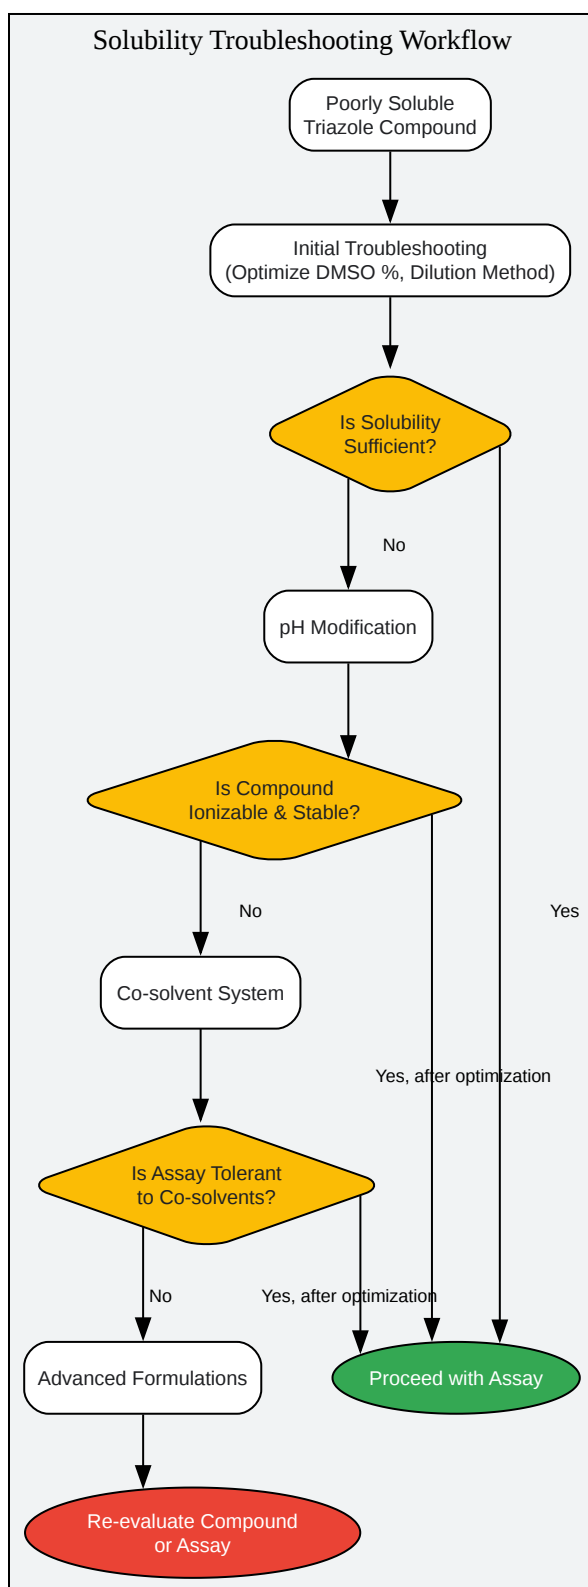 Solubility Troubleshooting Workflow
Poorly Soluble
Triazole Compound
Initial Troubleshooting
(Optimize DMSO %, Dilution Method)
Is Solubility
Sufficient?
No
pH Modification
Is Compound
Ionizable & Stable?
No
Yes
Co-solvent System
Yes, after optimization
Is Assay Tolerant
to Co-solvents?
No
Yes, after optimization
Advanced Formulations
Proceed with Assay
Re-evaluate Compound
or Assay